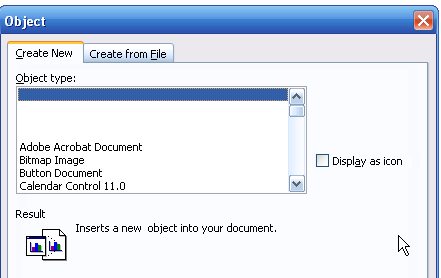 Object
Create New
Create from File
Object type:
Adobe Acrobat Document
Bitmap Image
Button Document
Calendar Control 11.0
Display as icon
Result
Inserts a new  object into your document.